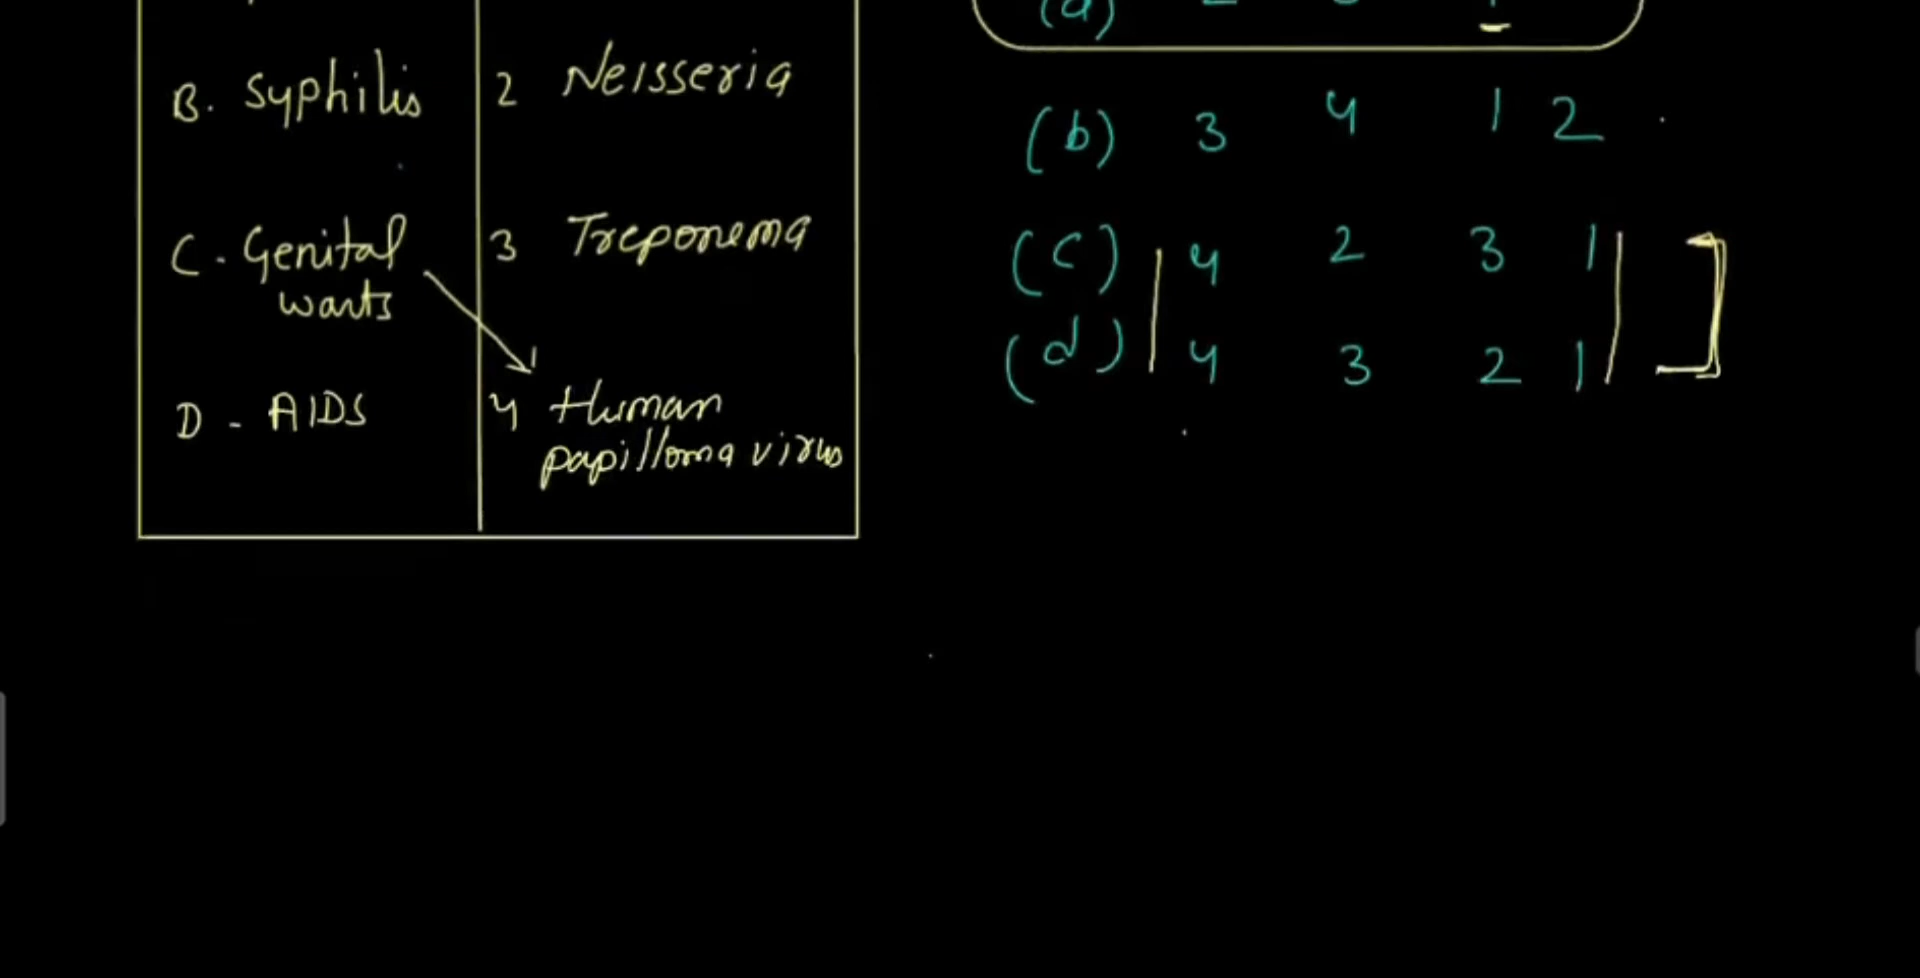 B. Syphilis 2 Neisseria
C. Genital warts 3 Treponema
D - AIDS 4 Human papilloma virus
(a)
(b) 3 4 1 2
(c) 4 2 3 1
(d) 4 3 2 1